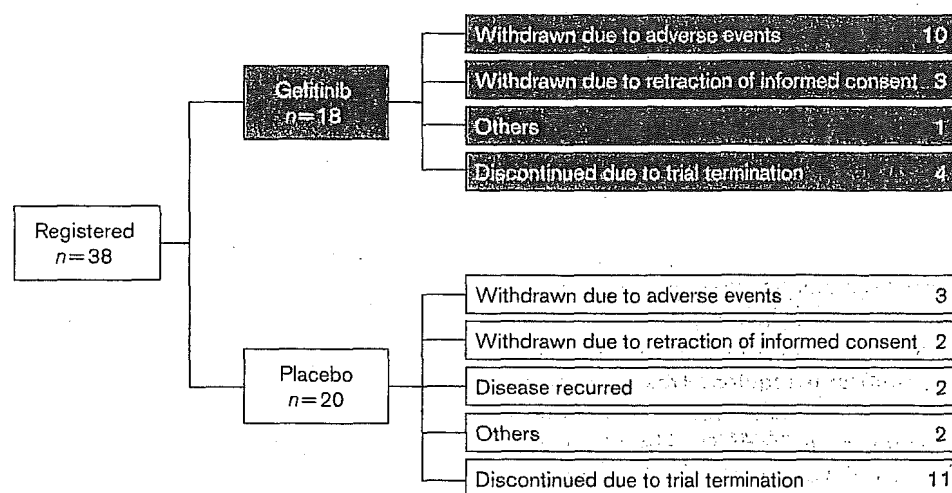 Registered
n=38
Gefitinib
n=18
Withdrawn due to adverse events 10
Withdrawn due to retraction of informed consent 3
Others 1
Discontinued due to trial termination 4
Placebo
n=20
Withdrawn due to adverse events 3
Withdrawn due to retraction of informed consent 2
Disease recurred 2
Others 2
Discontinued due to trial termination 11